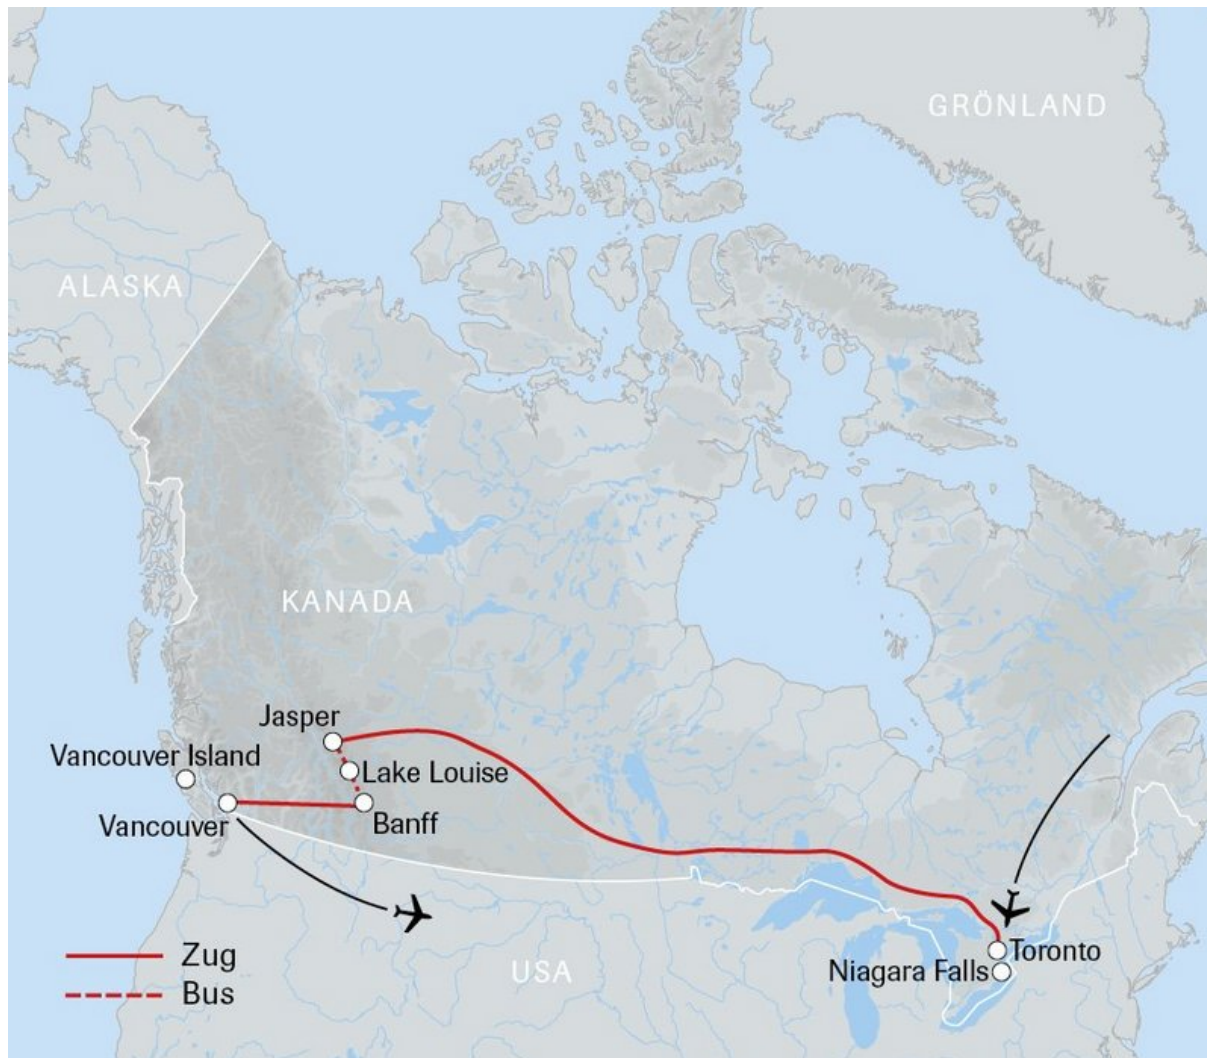 GRÖNLAND
ALASKA
KANADA
Jasper
Vancouver Island
Lake Louise
Vancouver
Banff
Zug
Toronto
USA
Niagara Falls
Bus